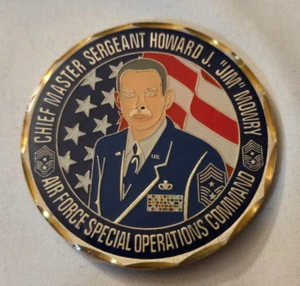 CHIEF MASTER SERGEANT HOWARD J. "JIM" MOWRY
AIR FORCE SPECIAL OPERATIONS COMMAND